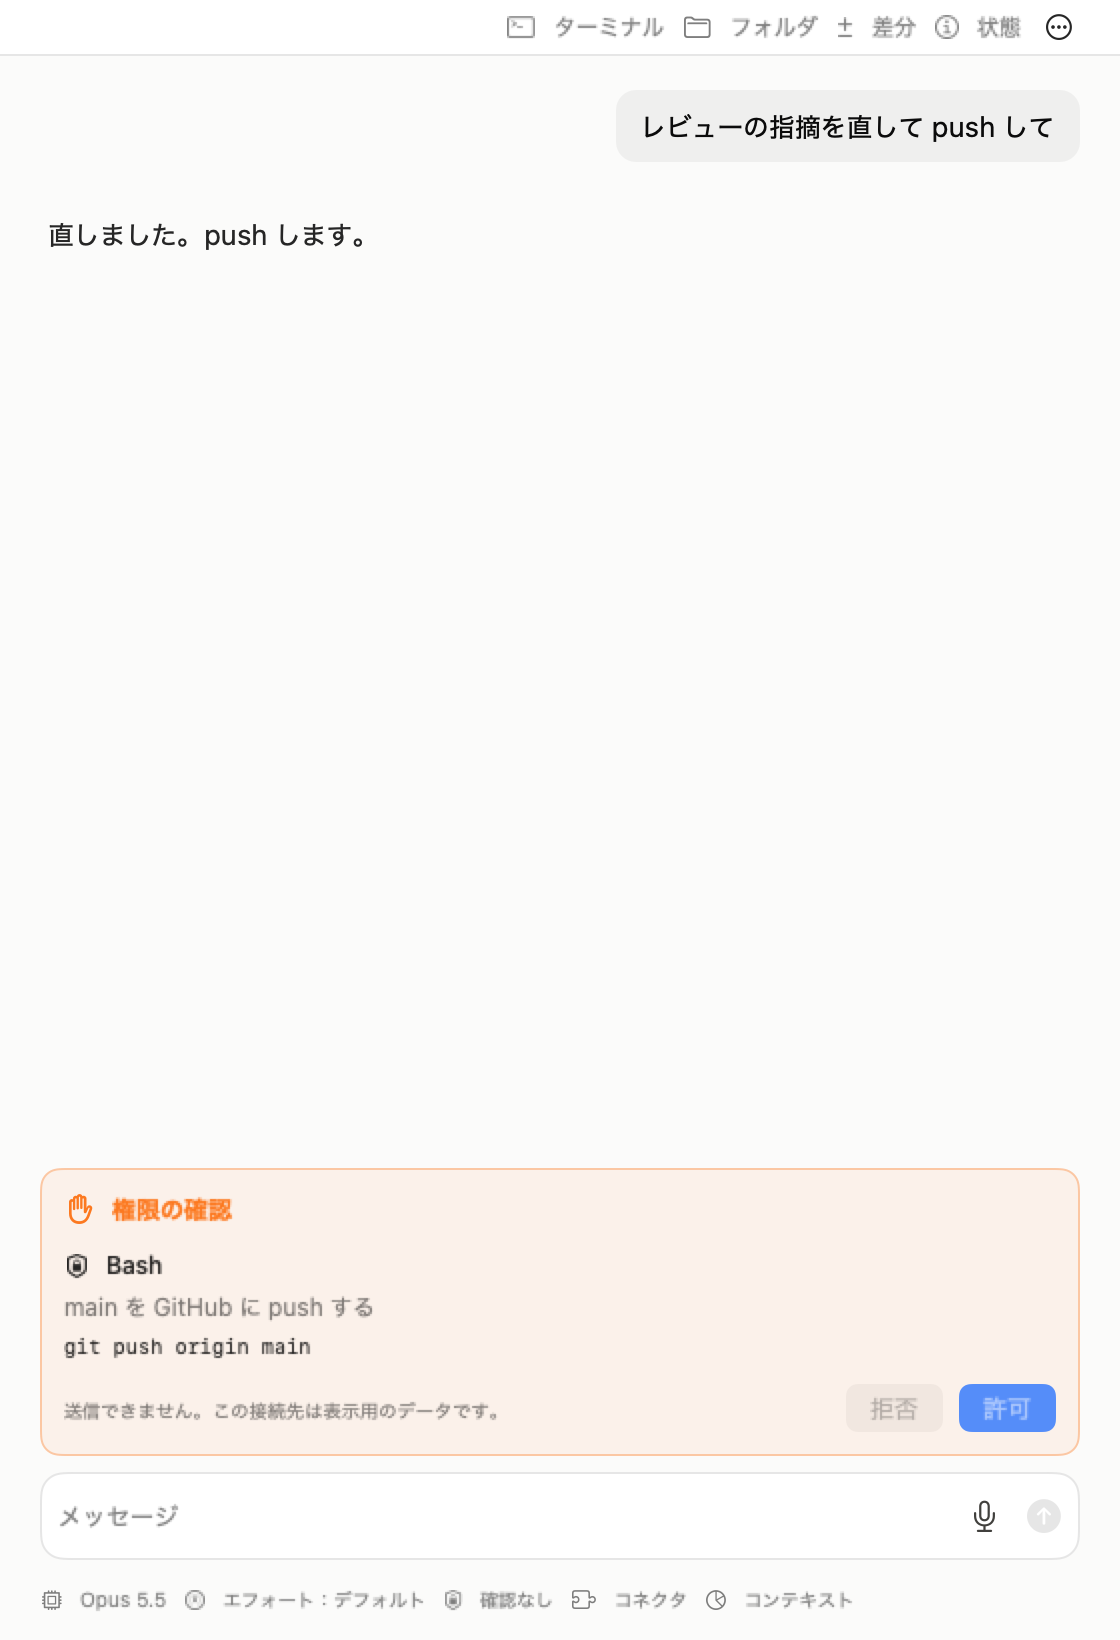 ターミナル フォルダ 差分 状態
レビューの指摘を直して push して
直しました。push します。
権限の確認
Bash
main を GitHub に push する
git push origin main
送信できません。この接続先は表示用のデータです。 拒否 許可
メッセージ
Opus 5.5 エフォート：デフォルト 確認なし コネクタ コンテキスト